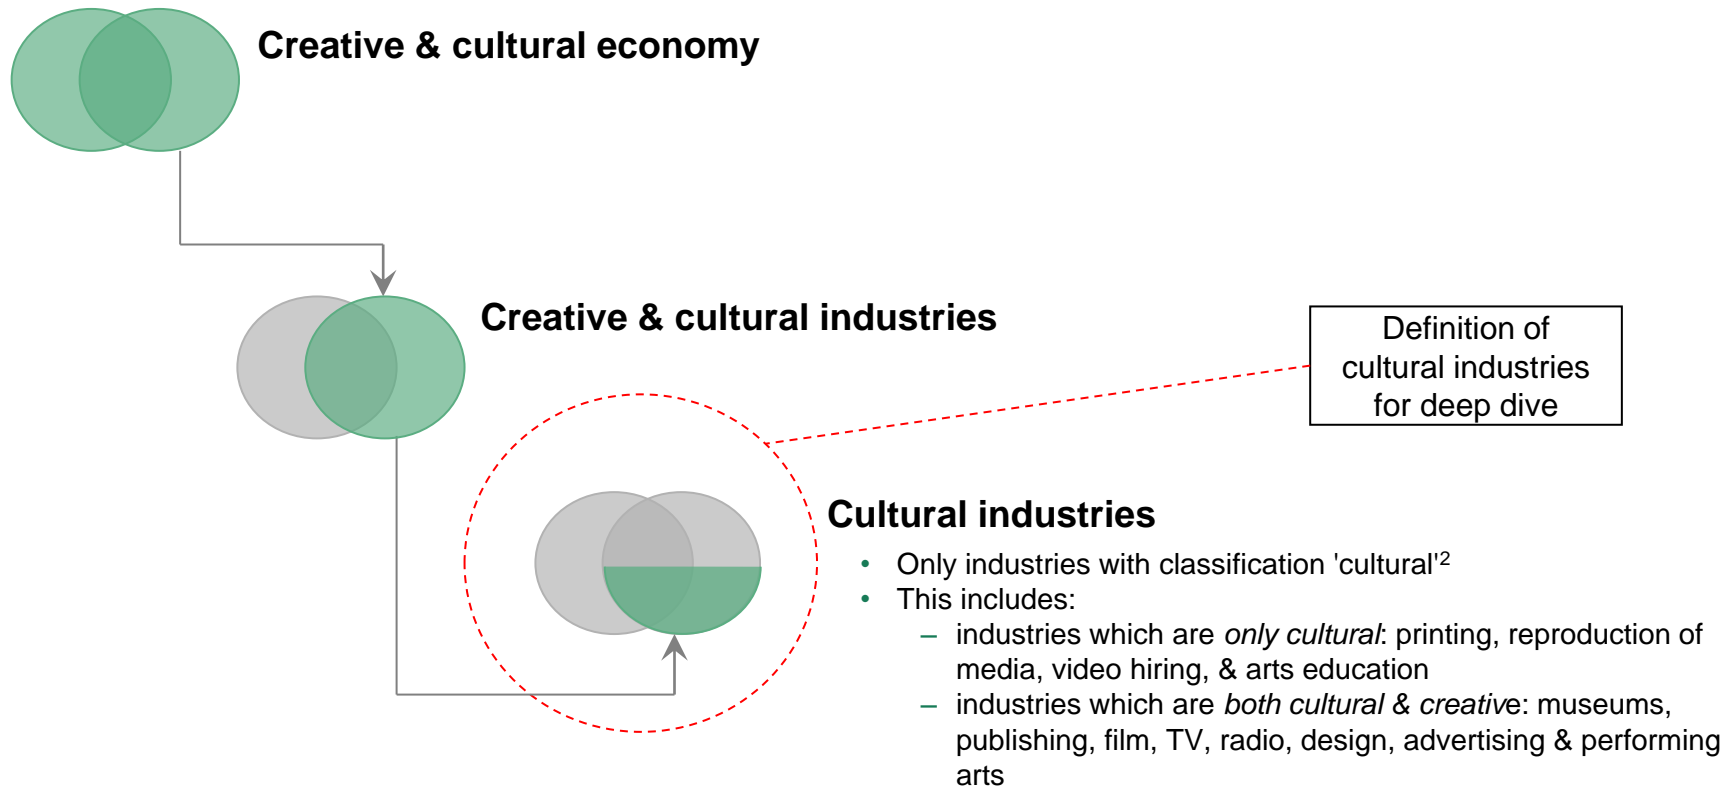 Creative & cultural economy
Creative & cultural industries
Definition of
cultural industries
for deep dive
Cultural industries
• Only industries with classification 'cultural'²
• This includes:
– industries which are only cultural: printing, reproduction of
media, video hiring, & arts education
– industries which are both cultural & creative: museums,
publishing, film, TV, radio, design, advertising & performing
arts